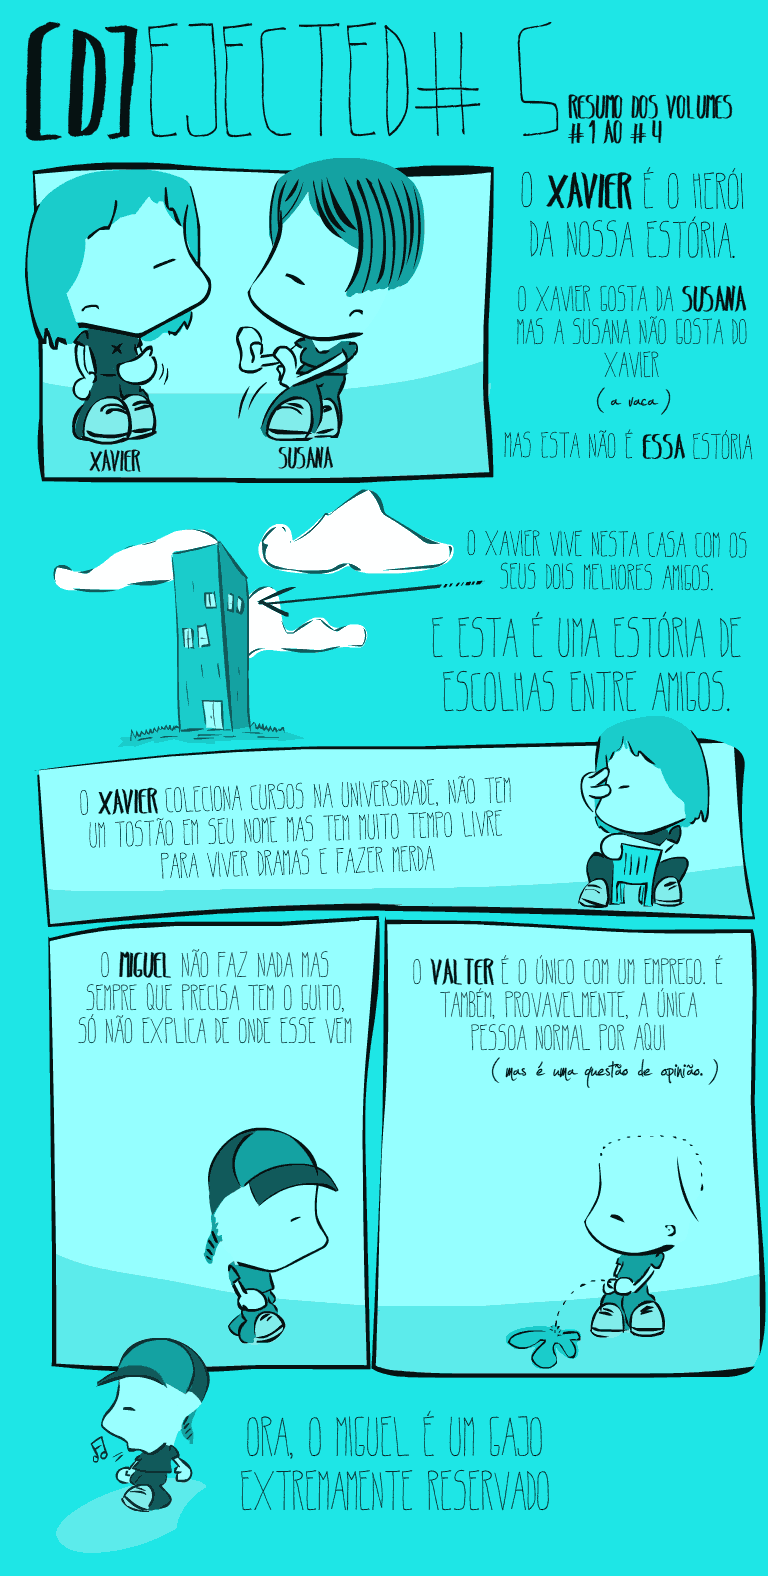 [D]EJECTED# 5
RESUMO DOS VOLUMES
#1 AO #4
O XAVIER É O HERÓI
DA NOSSA ESTÓRIA.
O XAVIER GOSTA DA SUSANA
MAS A SUSANA NÃO GOSTA DO
XAVIER
(a vaca)
MAS ESTA NÃO É ESSA ESTÓRIA
XAVIER
SUSANA
O XAVIER VIVE NESTA CASA COM OS
SEUS DOIS MELHORES AMIGOS.
E ESTA É UMA ESTÓRIA DE
ESCOLHAS ENTRE AMIGOS.
O XAVIER COLECIONA CURSOS NA UNIVERSIDADE, NÃO TEM
UM TOSTÃO EM SEU NOME MAS TEM MUITO TEMPO LIVRE
PARA VIVER DRAMAS E FAZER MERDA
O MIGUEL NÃO FAZ NADA MAS
SEMPRE QUE PRECISA TEM O GUITO,
SÓ NÃO EXPLICA DE ONDE ESSE VEM
O VALTER É O ÚNICO COM UM EMPREGO. É
TAMBÉM, PROVAVELMENTE, A ÚNICA
PESSOA NORMAL POR AQUI
(mas é uma questão de opinião.)
ORA, O MIGUEL É UM GAJO
EXTREMAMENTE RESERVADO